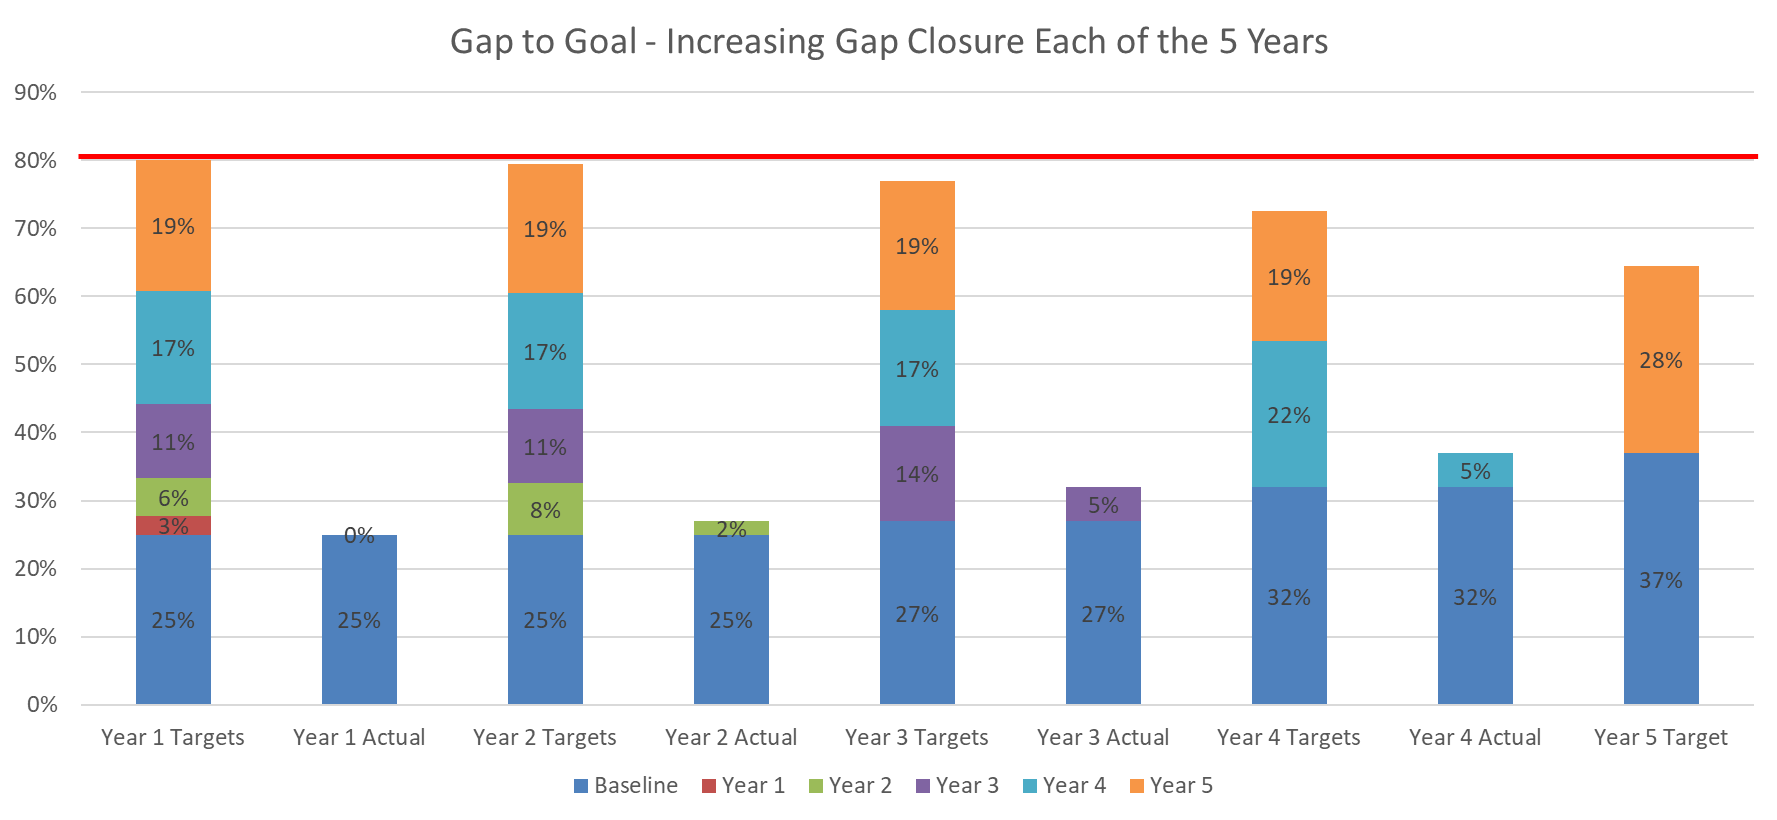 Gap to Goal - Increasing Gap Closure Each of the 5 Years
90%
80%
70%
60%
50%
40%
30%
20%
10%
0%
19%
17%
11%
6%
3%
25%
0%
25%
19%
17%
11%
8%
25%
2%
25%
19%
17%
14%
27%
5%
27%
19%
22%
32%
5%
32%
28%
37%
Year 1 Targets
Year 1 Actual
Year 2 Targets
Year 2 Actual
Year 3 Targets
Year 3 Actual
Year 4 Targets
Year 4 Actual
Year 5 Target
Baseline
Year 1
Year 2
Year 3
Year 4
Year 5